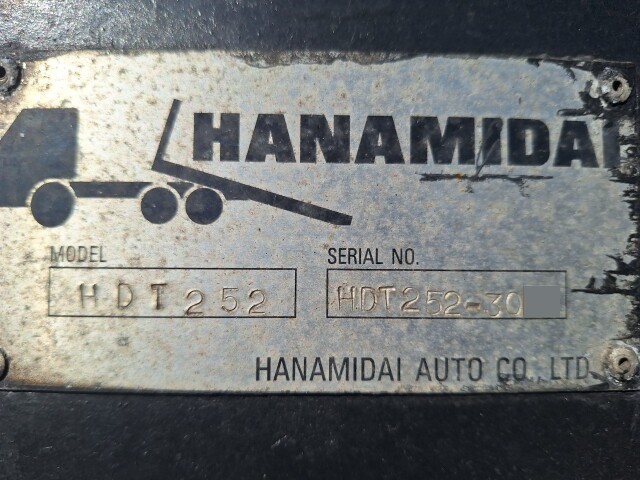 HANAMIDAI
MODEL SERIAL NO.
HDT252 HDT252-30
HANAMIDAI AUTO CO., LTD.